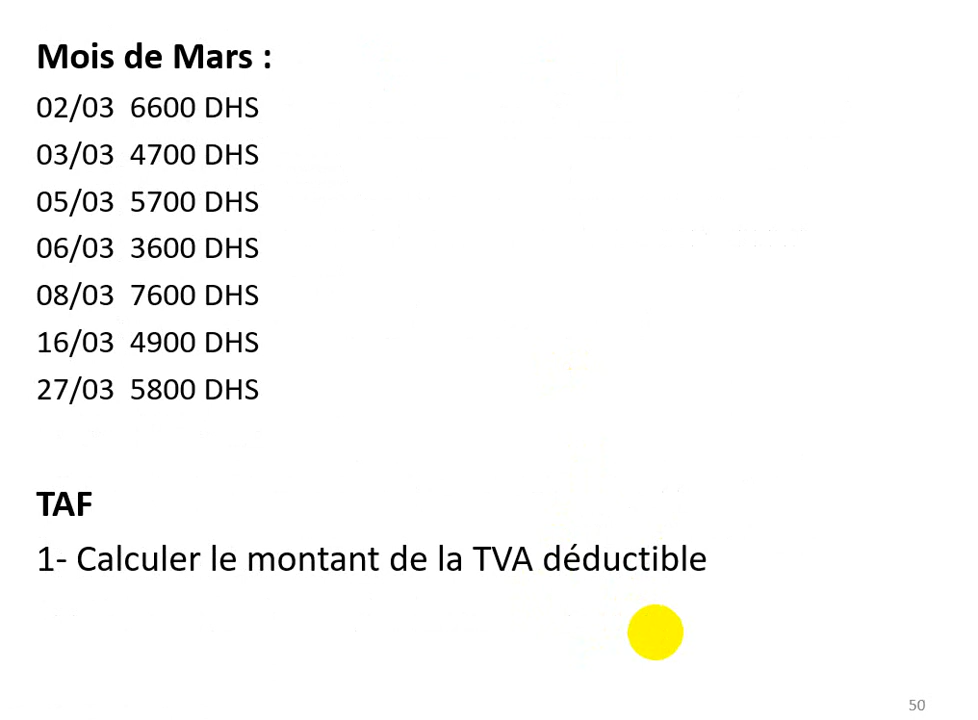 Mois de Mars :
02/03 6600 DHS
03/03 4700 DHS
05/03 5700 DHS
06/03 3600 DHS
08/03 7600 DHS
16/03 4900 DHS
27/03 5800 DHS
TAF
1- Calculer le montant de la TVA déductible
50